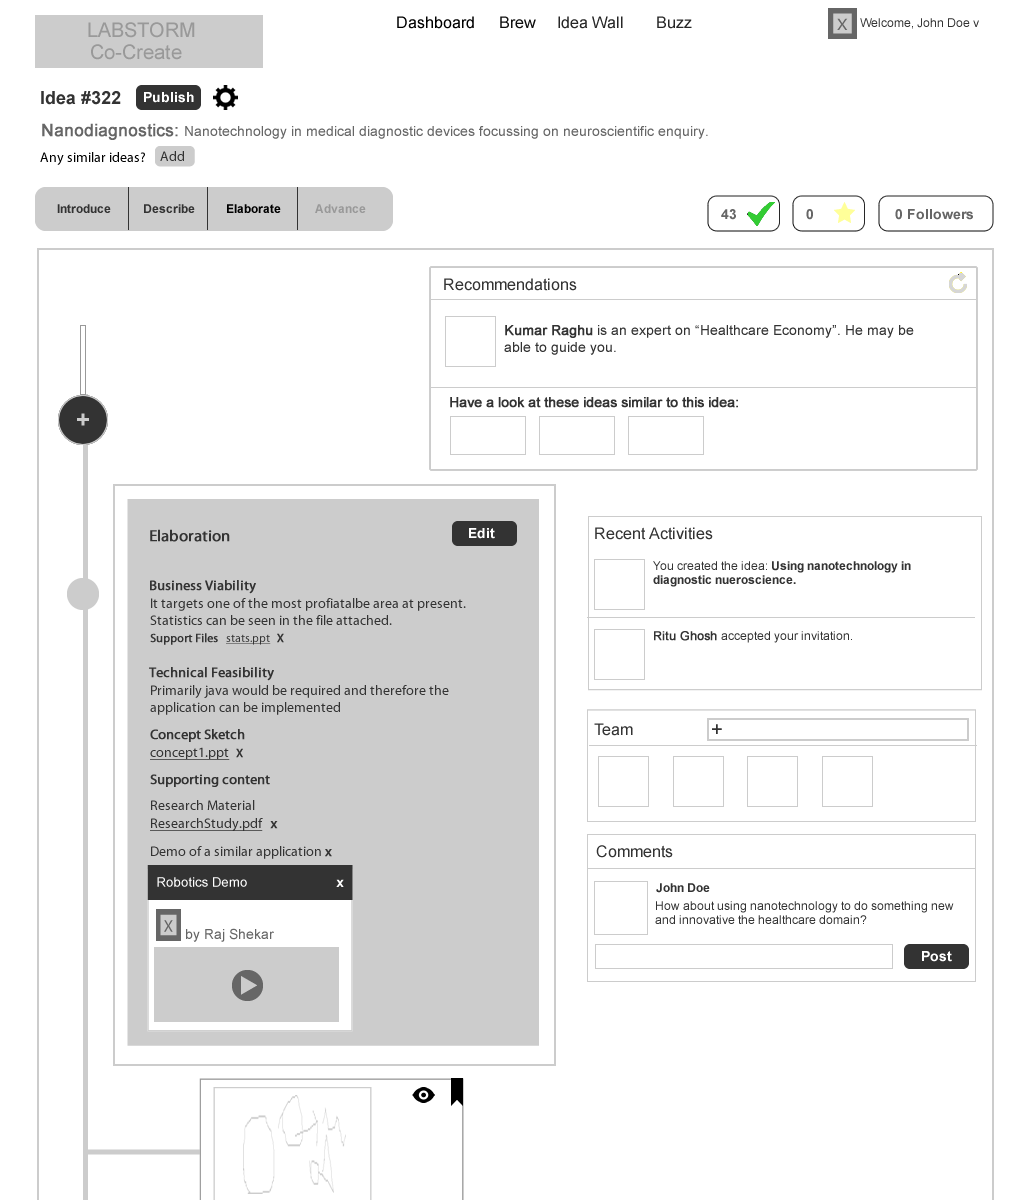 LABSTORM
Co-Create
Dashboard Brew Idea Wall Buzz
X Welcome, John Doe v
Idea #322 Publish
Nanodiagnostics: Nanotechnology in medical diagnostic devices focussing on neuroscientific enquiry.
Any similar ideas? Add
Introduce Describe Elaborate Advance
43 0 0 Followers
Recommendations
Kumar Raghu is an expert on “Healthcare Economy”. He may be
able to guide you.
+
Have a look at these ideas similar to this idea:
Elaboration Edit
Business Viability
It targets one of the most profiatalbe area at present.
Statistics can be seen in the file attached.
Support Files stats.ppt X
Technical Feasibility
Primarily java would be required and therefore the
application can be implemented
Concept Sketch
concept1.ppt x
Supporting content
Research Material
ResearchStudy.pdf x
Demo of a similar application x
Robotics Demo x
X by Raj Shekar
Recent Activities
You created the idea: Using nanotechnology in
diagnostic nueroscience.
Ritu Ghosh accepted your invitation.
Team +
Comments
John Doe
How about using nanotechnology to do something new
and innovative the healthcare domain?
Post